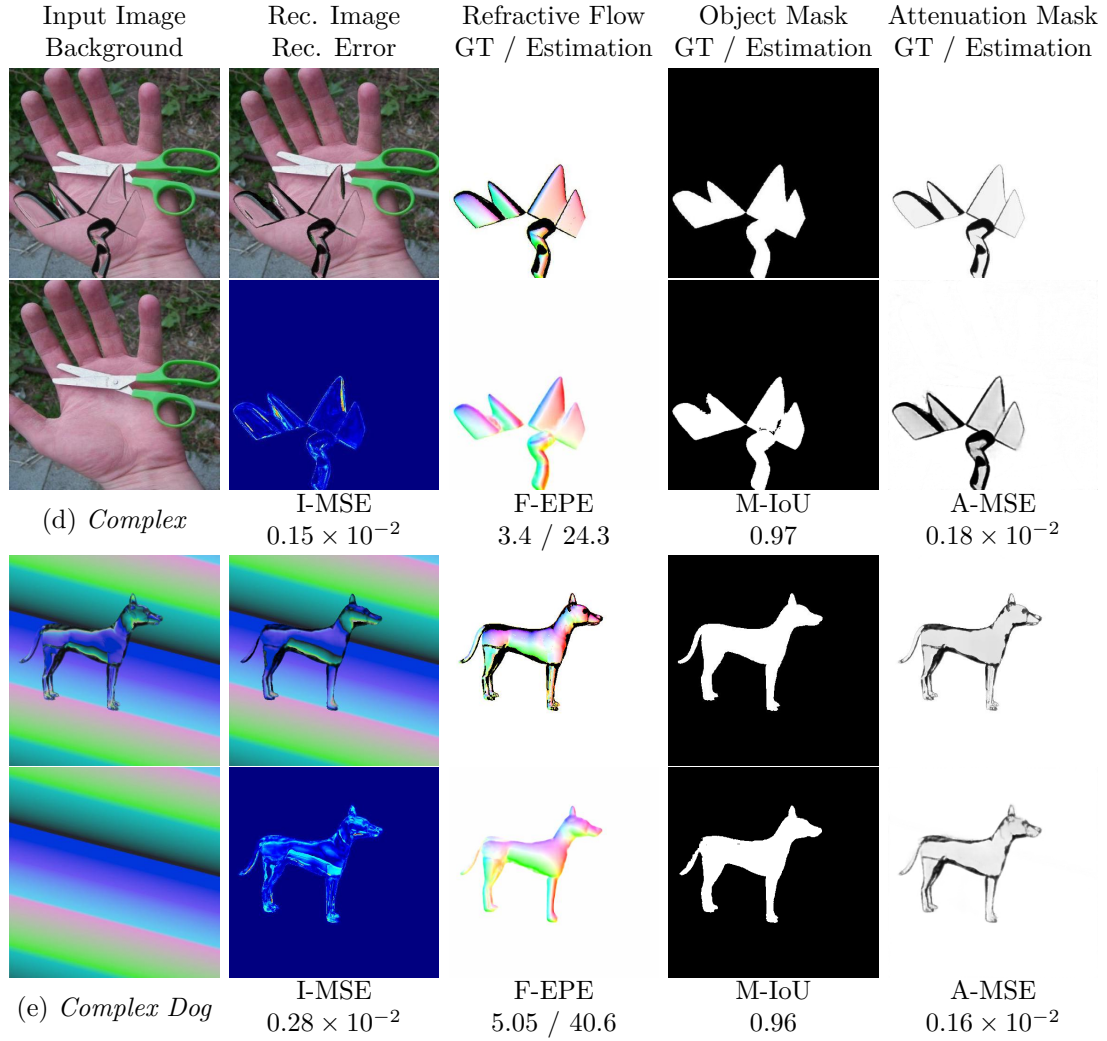 Input Image
Background
Rec. Image
Rec. Error
Refractive Flow
GT / Estimation
Object Mask
GT / Estimation
Attenuation Mask
GT / Estimation
(d) Complex
I-MSE
0.15 × 10⁻²
F-EPE
3.4 / 24.3
M-IoU
0.97
A-MSE
0.18 × 10⁻²
(e) Complex Dog
I-MSE
0.28 × 10⁻²
F-EPE
5.05 / 40.6
M-IoU
0.96
A-MSE
0.16 × 10⁻²